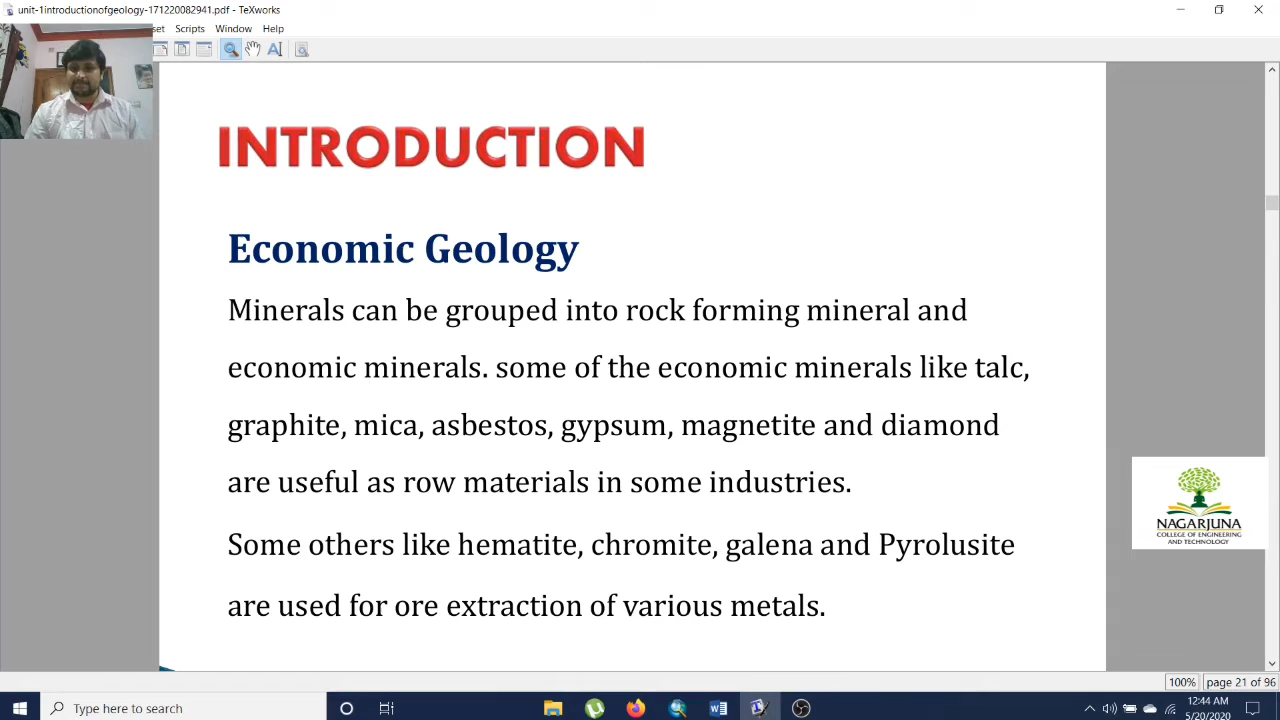 unit-1introductionofgeology-171220082941.pdf - TeXworks
set Scripts Window Help
INTRODUCTION
Economic Geology
Minerals can be grouped into rock forming mineral and
economic minerals. some of the economic minerals like talc,
graphite, mica, asbestos, gypsum, magnetite and diamond
are useful as row materials in some industries.
Some others like hematite, chromite, galena and Pyrolusite
are used for ore extraction of various metals.
NAGARJUNA
COLLEGE OF ENGINEERING
AND TECHNOLOGY
100% page 21 of 96
Type here to search
12:44 AM
5/20/2020